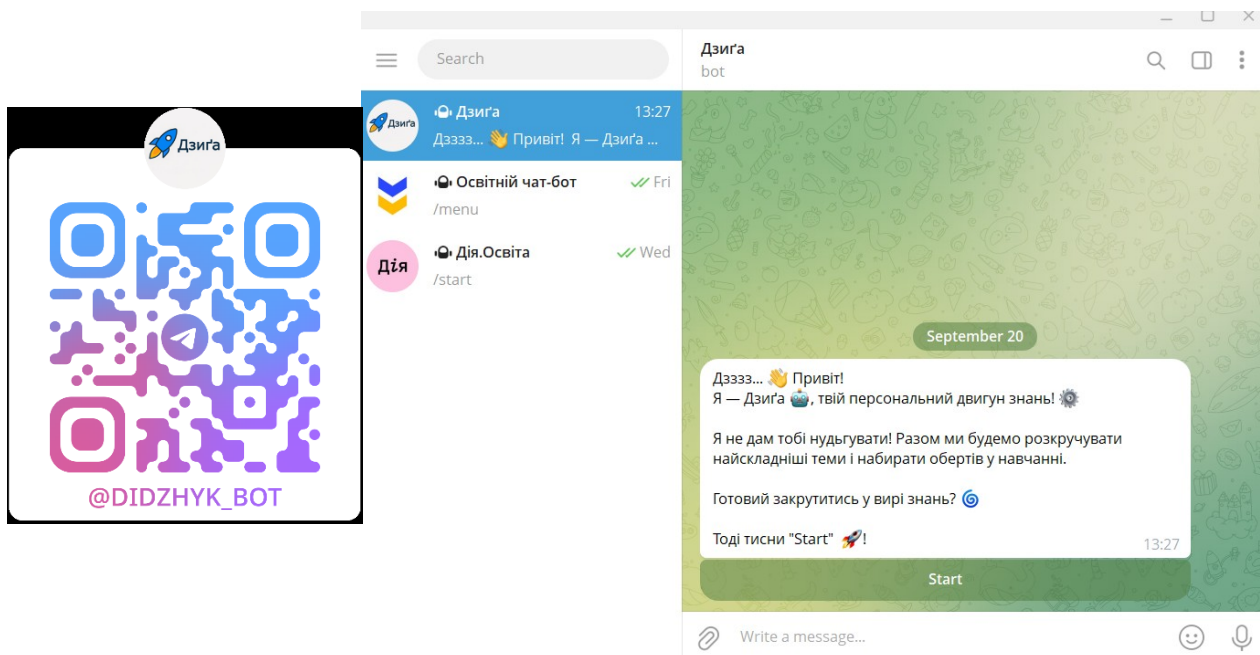 Дзиґа
@DIDZHYK_BOT
Search
Дзиґа
Дзиґа 13:27
Дзззз... 👋 Привіт! Я — Дзиґа ...
Освітній чат-бот Fri
/menu
Дія
Дія.Освіта Wed
/start
Дзиґа
bot
September 20
Дзззз... 👋 Привіт!
Я — Дзиґа 🤖, твій персональний двигун знань! ⚙️
Я не дам тобі нудьгувати! Разом ми будемо розкручувати
найскладніші теми і набирати обертів у навчанні.
Готовий закрутитись у вирі знань? 🌀
Тоді тисни "Start" 🚀!
13:27
Start
Write a message...